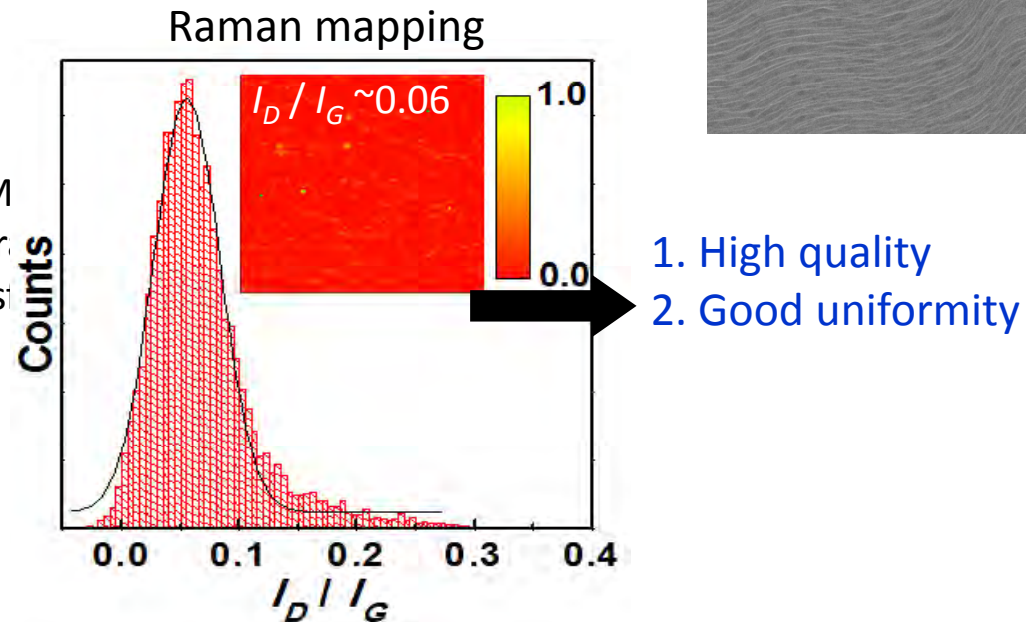 Raman mapping
I_D / I_G ~0.06
1.0
0.0
Counts
0.0 0.1 0.2 0.3 0.4
I_D / I_G
1. High quality
2. Good uniformity